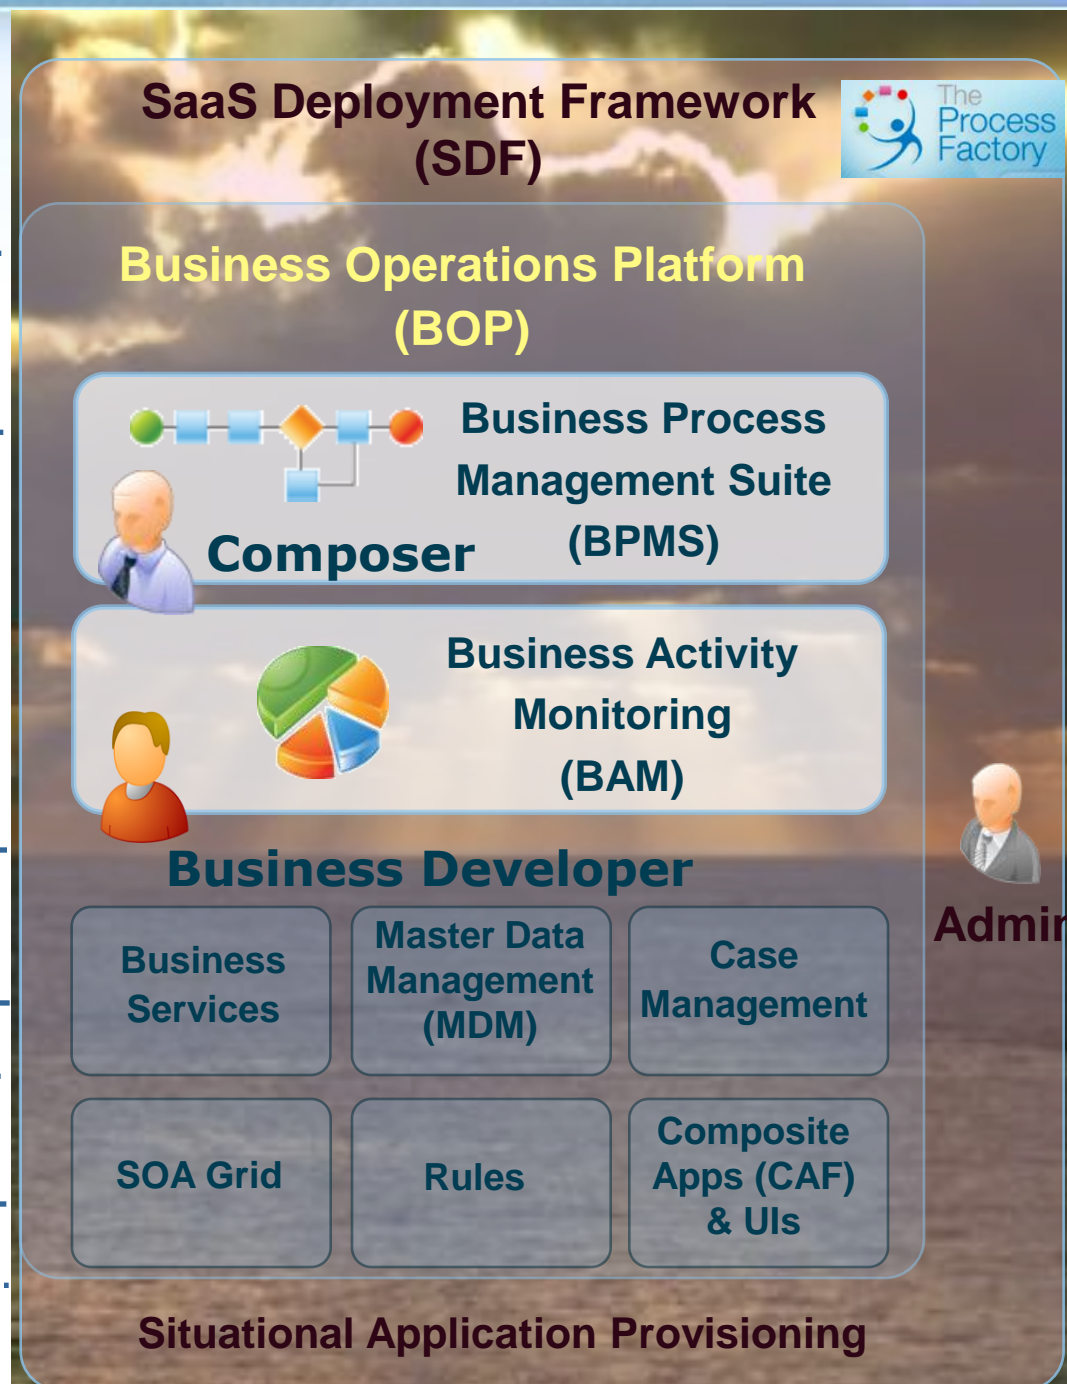 SaaS Deployment Framework
(SDF)
The
Process
Factory
Business Operations Platform
(BOP)
Business Process
Management Suite
(BPMS)
Composer
Business Activity
Monitoring
(BAM)
Business Developer
Admin
Business
Services
Master Data
Management
(MDM)
Case
Management
SOA Grid
Rules
Composite
Apps (CAF)
& UIs
Situational Application Provisioning